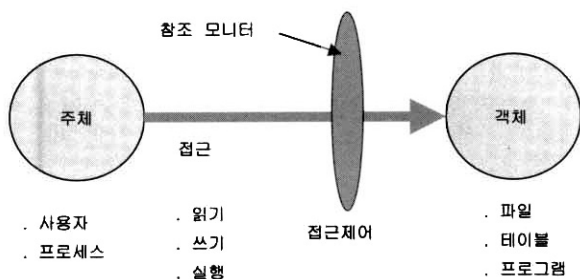 참조 모니터
주체
객체
접근
접근제어
. 사용자
. 프로세스
. 읽기
. 쓰기
. 실행
. 파일
. 테이블
. 프로그램